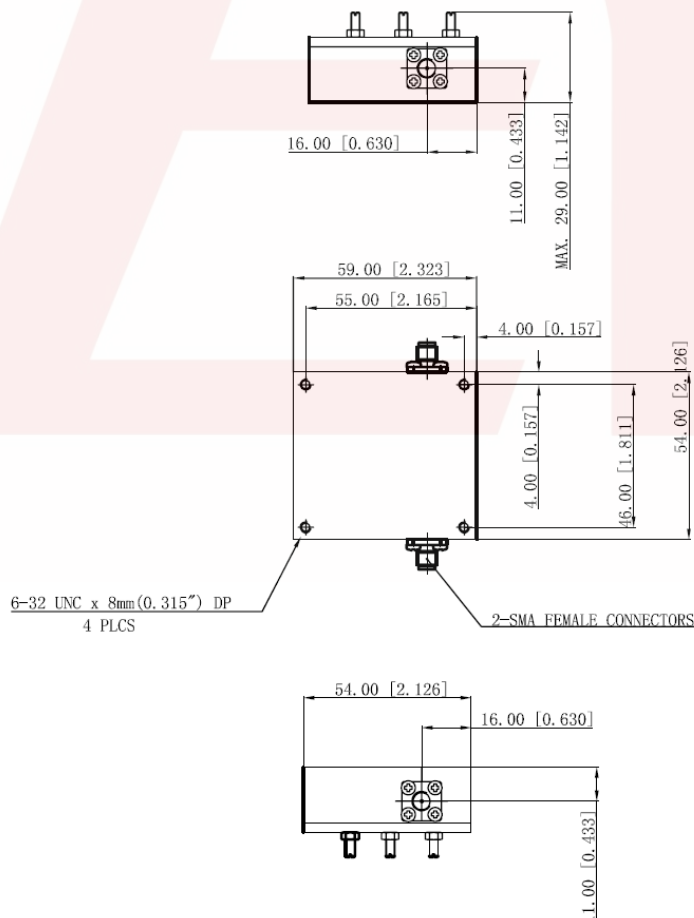 16.00 [0.630]
11.00 [0.433]
MAX. 29.00 [1.142]
59.00 [2.323]
55.00 [2.165]
4.00 [0.157]
4.00 [0.157]
46.00 [1.811]
54.00 [2.126]
6-32 UNC x 8mm(0.315") DP
4 PLCS
2-SMA FEMALE CONNECTORS
54.00 [2.126]
16.00 [0.630]
11.00 [0.433]